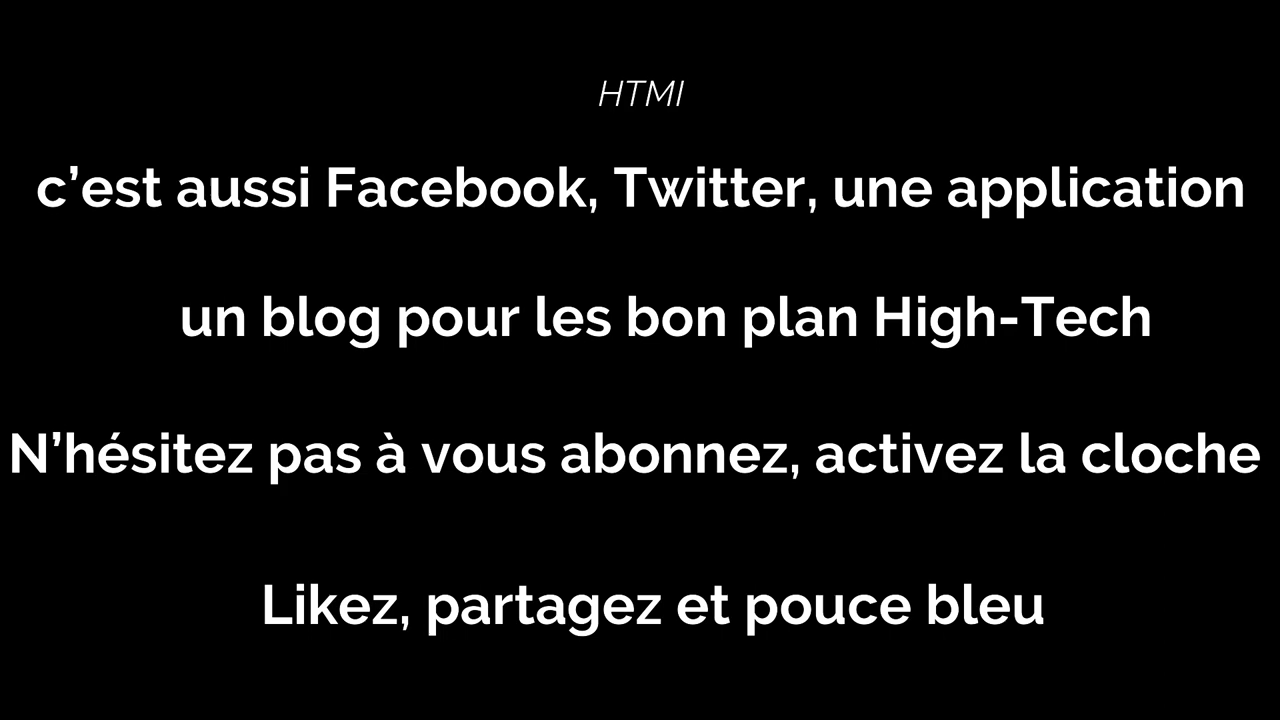 HTMI
c’est aussi Facebook, Twitter, une application
un blog pour les bon plan High-Tech
N’hésitez pas à vous abonnez, activez la cloche
Likez, partagez et pouce bleu